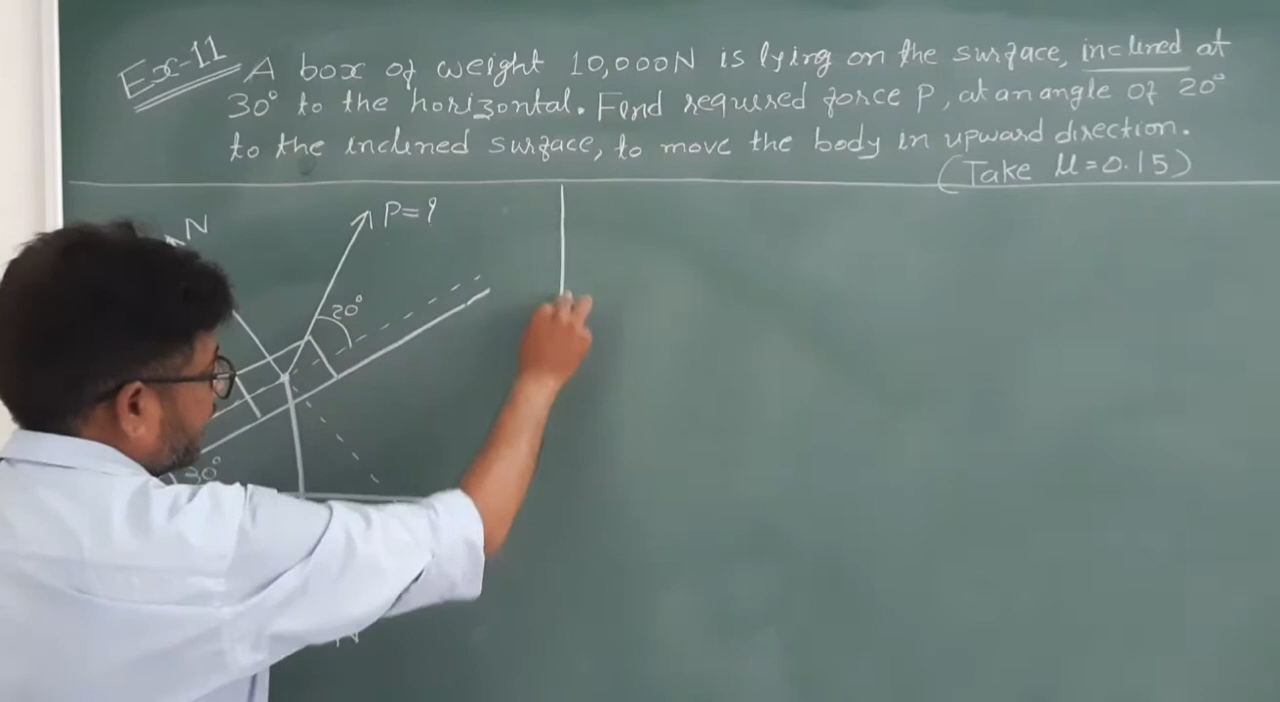 Ex-11 A box of weight 10,000N is lying on the surface, inclined at
30° to the horizontal. Find required force P, at an angle of 20°
to the inclined surface, to move the body in upward direction.
(Take μ=0.15)
N
P=?
20°
30°
N